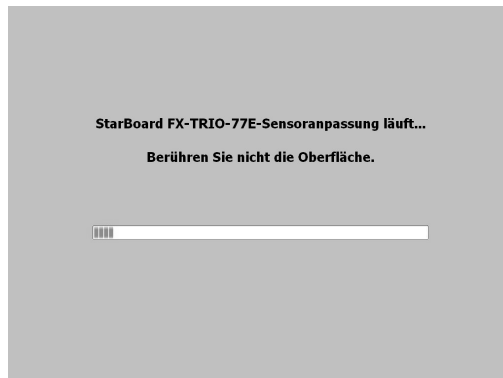 StarBoard FX-TRIO-77E-Sensoranpassung läuft...
Berühren Sie nicht die Oberfläche.